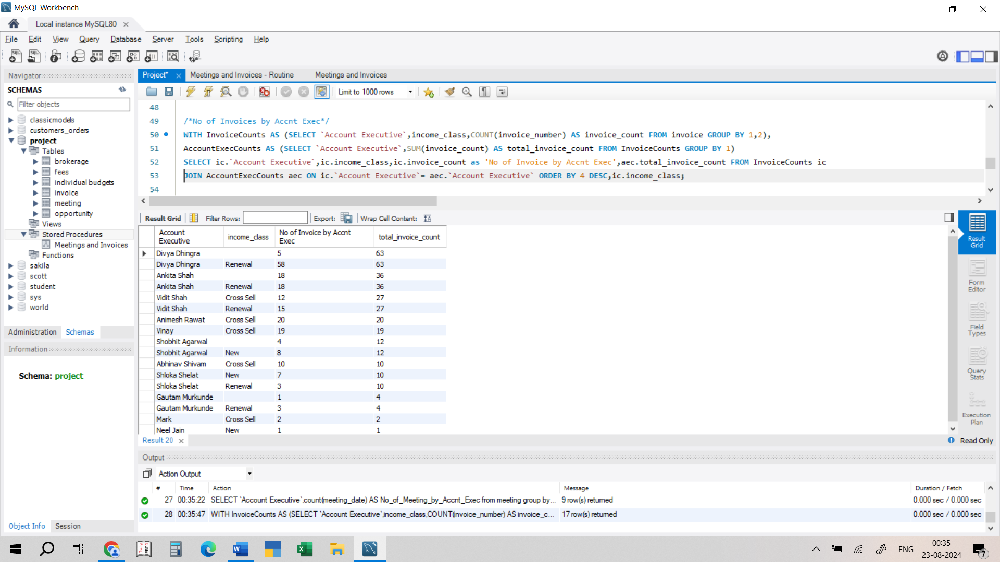 MySQL Workbench
Local instance MySQL80
File Edit View Query Database Server Tools Scripting Help
Navigator
SCHEMAS
Filter objects
classicmodels
customers_orders
project
Tables
brokerage
fees
individual budgets
invoice
meeting
opportunity
Views
Stored Procedures
Meetings and Invoices
Functions
sakila
scott
student
sys
world
Administration Schemas
Information
Schema: project
Object Info Session
Project* Meetings and Invoices - Routine Meetings and Invoices
Limit to 1000 rows
48
49 /*No of Invoices by Accnt Exec*/
50 WITH InvoiceCounts AS (SELECT `Account Executive`,income_class,COUNT(invoice_number) AS invoice_count FROM invoice GROUP BY 1,2),
51 AccountExecCounts AS (SELECT `Account Executive`,SUM(invoice_count) AS total_invoice_count FROM InvoiceCounts GROUP BY 1)
52 SELECT ic.`Account Executive`,ic.income_class,ic.invoice_count as 'No of Invoice by Accnt Exec',aec.total_invoice_count FROM InvoiceCounts ic
53 JOIN AccountExecCounts aec ON ic.`Account Executive`= aec.`Account Executive` ORDER BY 4 DESC,ic.income_class;
54
Result Grid Filter Rows: Export: Wrap Cell Content:
Account Executive income_class No of Invoice by Accnt Exec total_invoice_count
Divya Dhingra 5 63
Divya Dhingra Renewal 58 63
Ankita Shah 18 36
Ankita Shah Renewal 18 36
Vidit Shah Cross Sell 12 27
Vidit Shah Renewal 15 27
Animesh Rawat Cross Sell 20 20
Vinay Cross Sell 19 19
Shobhit Agarwal 4 12
Shobhit Agarwal New 8 12
Abhinav Shivam Cross Sell 10 10
Shloka Shelat New 7 10
Shloka Shelat Renewal 3 10
Gautam Murkunde 1 4
Gautam Murkunde Renewal 3 4
Mark Cross Sell 2 2
Neel Jain New 1 1
Result Grid
Form Editor
Field Types
Query Stats
Execution Plan
Result 20
Read Only
Output
Action Output
# Time Action Message Duration / Fetch
27 00:35:22 SELECT `Account Executive`,count(meeting_date) AS No_of_Meeting_by_Accnt_Exec from meeting group by... 9 row(s) returned 0.000 sec / 0.000 sec
28 00:35:47 WITH InvoiceCounts AS (SELECT `Account Executive`,income_class,COUNT(invoice_number) AS invoice_c... 17 row(s) returned 0.000 sec / 0.000 sec
ENG
00:35
23-08-2024
7